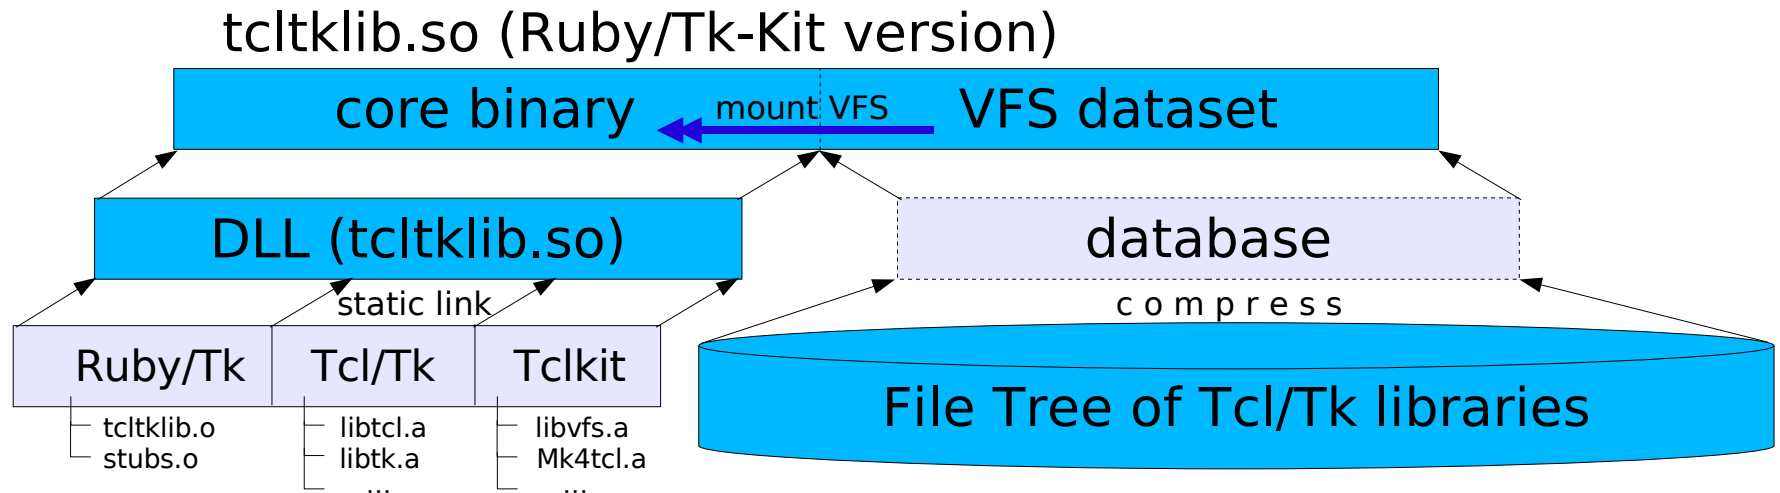 tcltklib.so (Ruby/Tk-Kit version)
core binary mount VFS VFS dataset
DLL (tcltklib.so) database
static link compress
Ruby/Tk Tcl/Tk Tclkit File Tree of Tcl/Tk libraries
tcltklib.o libtcl.a libvfs.a
stubs.o libtk.a Mk4tcl.a
... ...